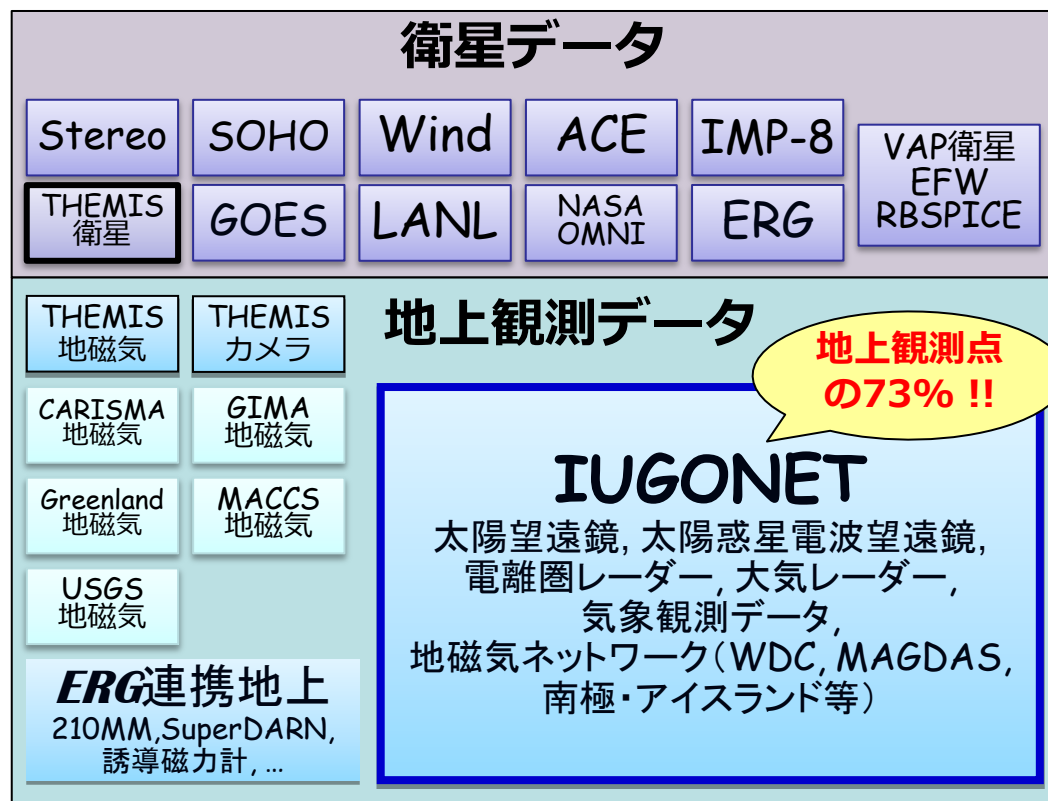 衛星データ
Stereo
SOHO
Wind
ACE
IMP-8
VAP衛星
EFW
RBSPICE
THEMIS
衛星
GOES
LANL
NASA
OMNI
ERG
地上観測データ
THEMIS
地磁気
THEMIS
カメラ
地上観測点
の73% !!
CARISMA
地磁気
GIMA
地磁気
Greenland
地磁気
MACCS
地磁気
USGS
地磁気
ERG連携地上
210MM,SuperDARN,
誘導磁力計, …
IUGONET
太陽望遠鏡, 太陽惑星電波望遠鏡,
電離圏レーダー, 大気レーダー,
気象観測データ,
地磁気ネットワーク(WDC, MAGDAS,
南極・アイスランド等)